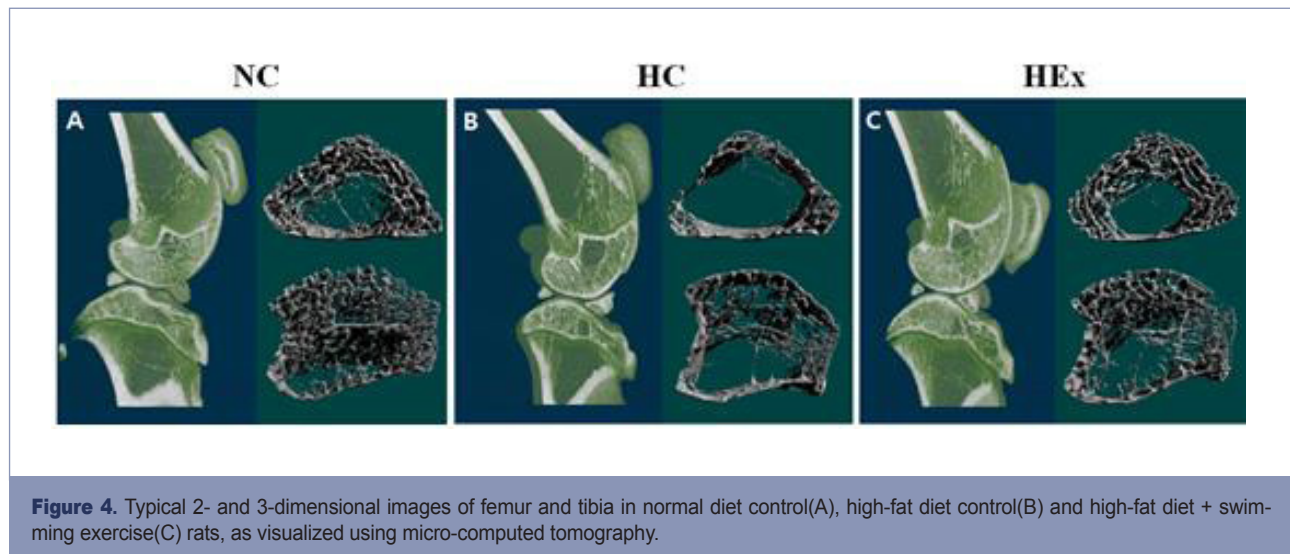 NC HC HEx
A B C
Figure 4. Typical 2- and 3-dimensional images of femur and tibia in normal diet control(A), high-fat diet control(B) and high-fat diet + swim-
ming exercise(C) rats, as visualized using micro-computed tomography.